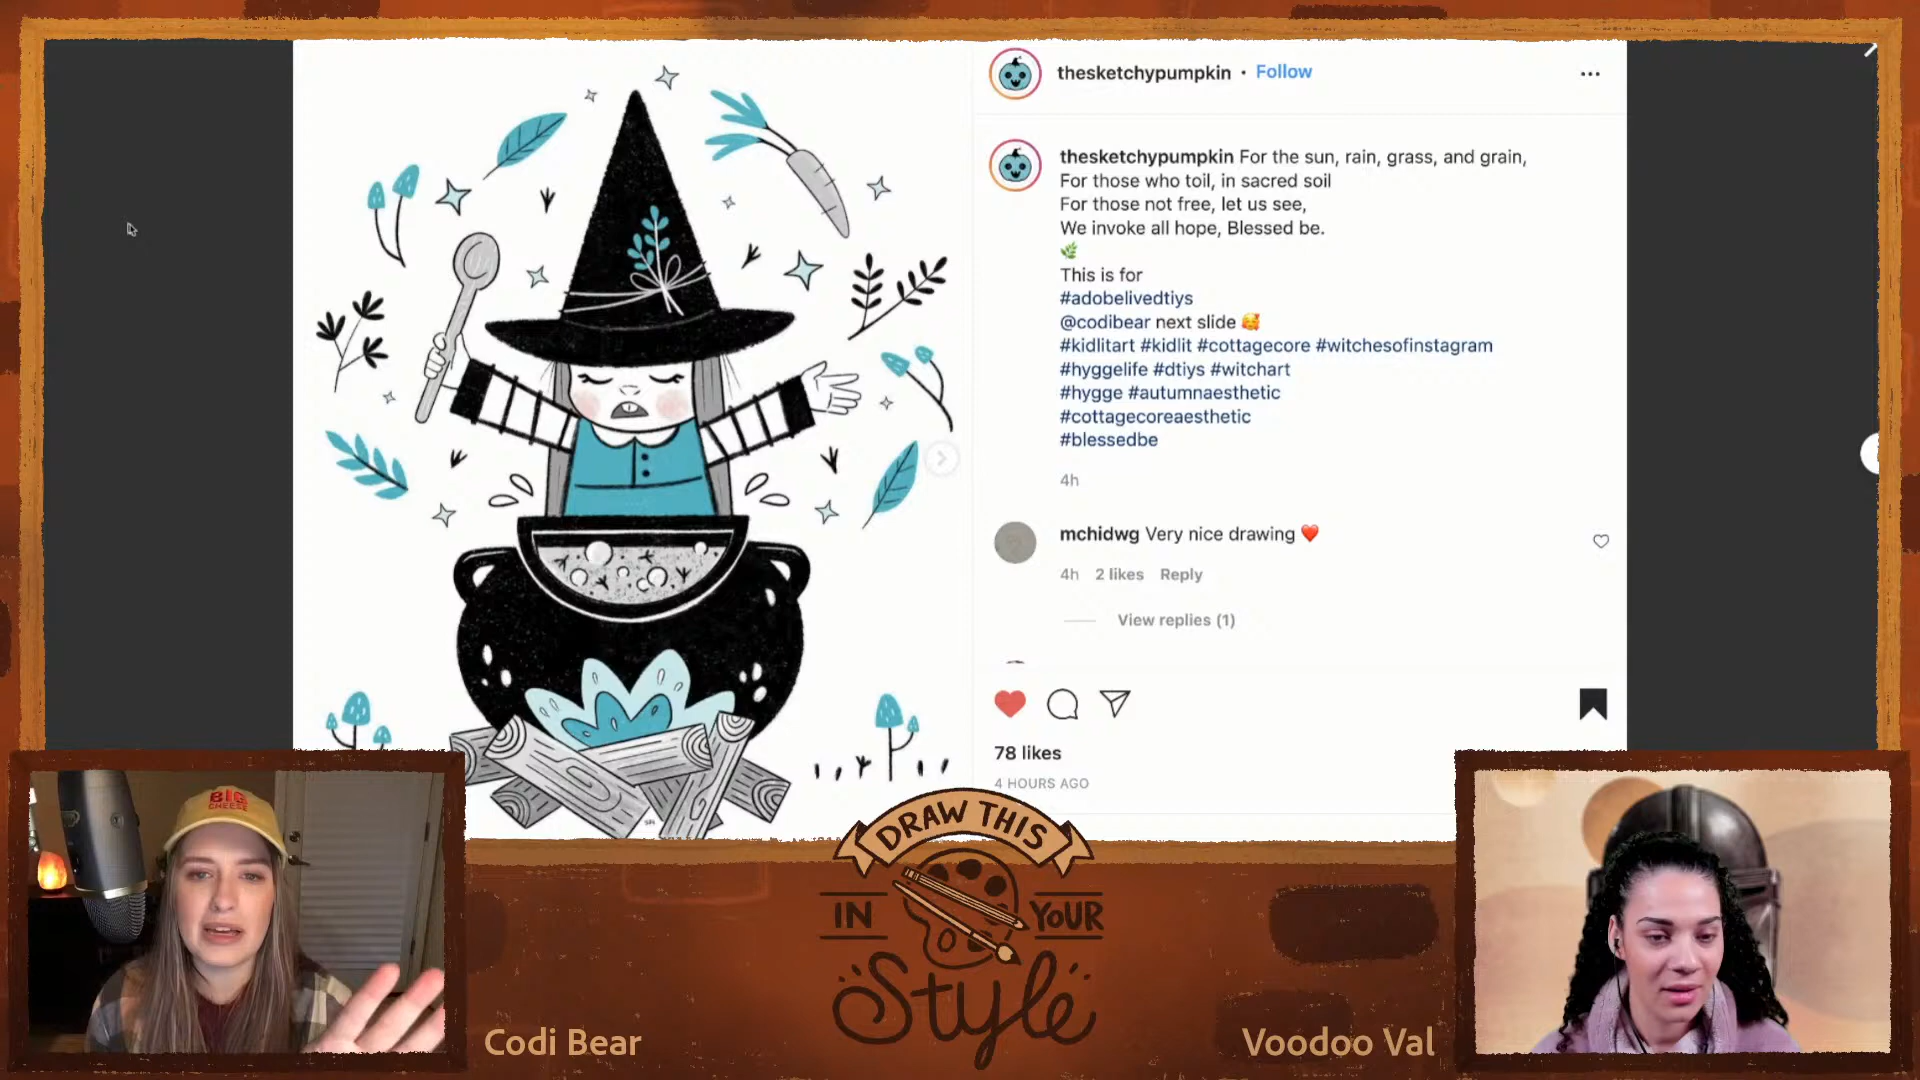 thesketchypumpkin • Follow
thesketchypumpkin For the sun, rain, grass, and grain,
For those who toil, in sacred soil
For those not free, let us see,
We invoke all hope, Blessed be.
This is for
#adobelivedtiys
@codibear next slide
#kidlitart #kidlit #cottagecore #witchesofinstagram
#hyggelife #dtiys #witchart
#hygge #autumnaesthetic
#cottagecoreaesthetic
#blessedbe
4h
mchidwg Very nice drawing
4h 2 likes Reply
View replies (1)
78 likes
4 HOURS AGO
BIG
CHEESE
DRAW THIS
IN YOUR
Style
Codi Bear
Voodoo Val